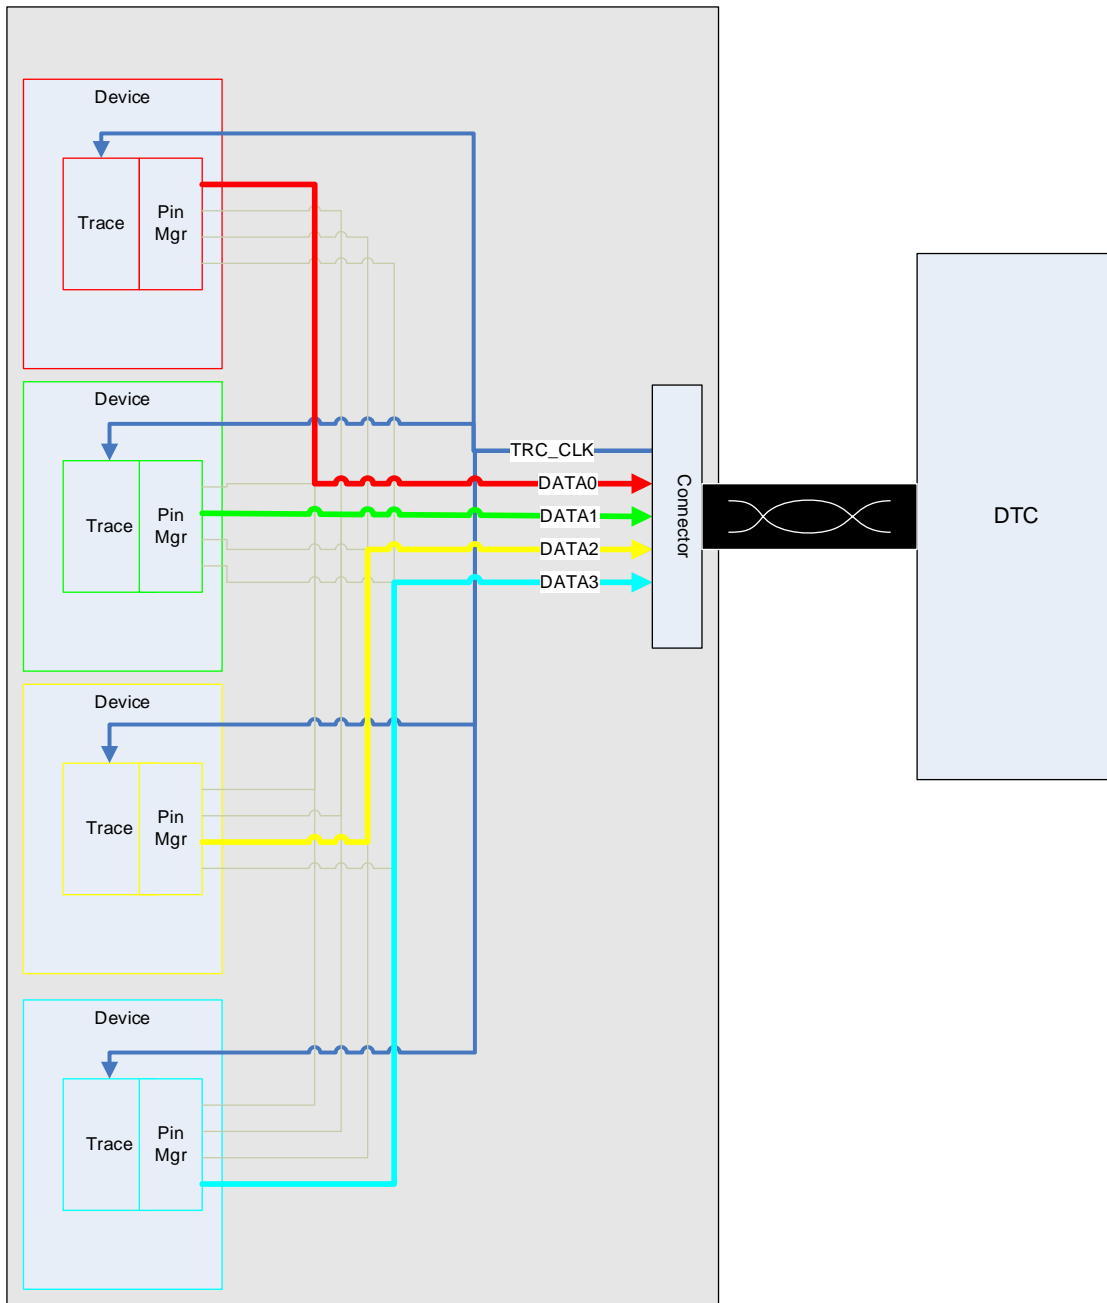 Device
Trace
Pin
Mgr
Device
Trace
Pin
Mgr
TRC_CLK
DATA0
DATA1
DATA2
DATA3
Connector
DTC
Device
Trace
Pin
Mgr
Device
Trace
Pin
Mgr